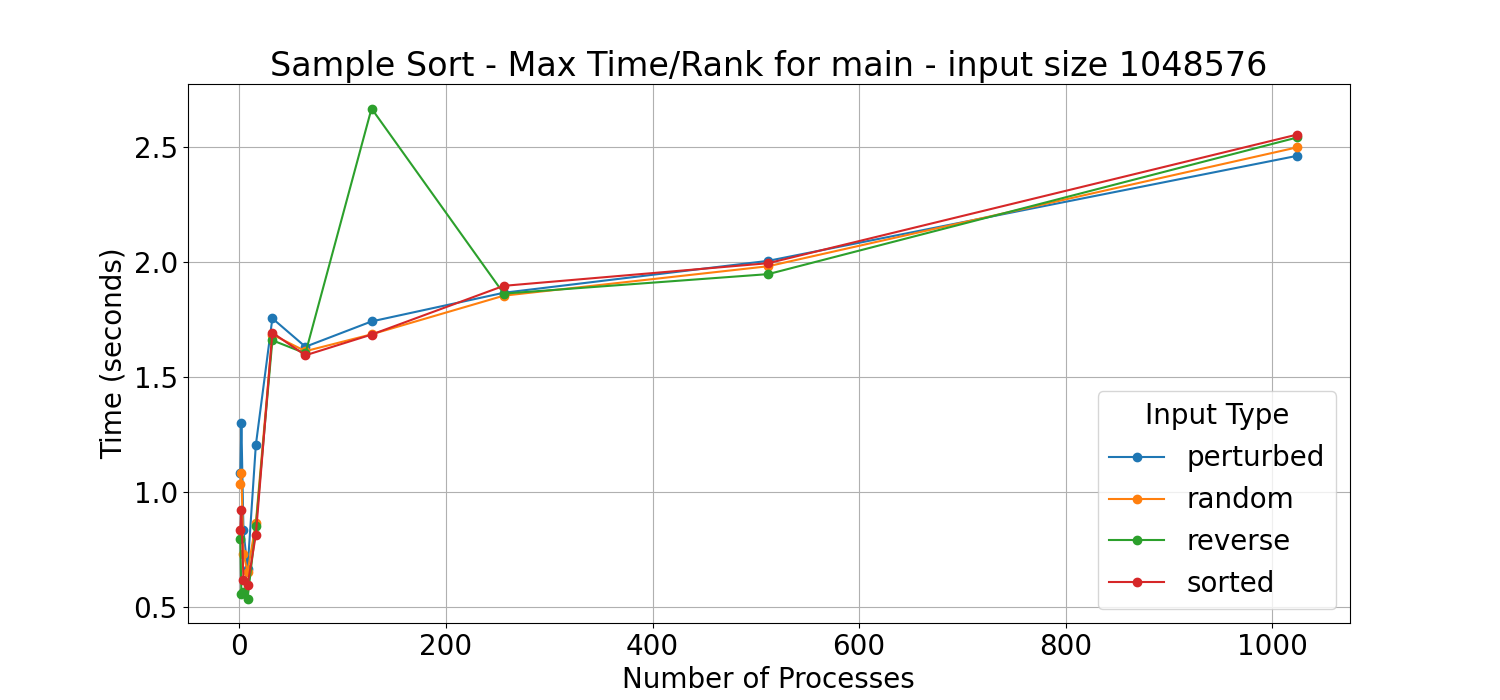 Sample Sort - Max Time/Rank for main - input size 1048576
Time (seconds)
2.5
2.0
1.5
1.0
0.5
0 200 400 600 800 1000
Number of Processes
Input Type
perturbed
random
reverse
sorted